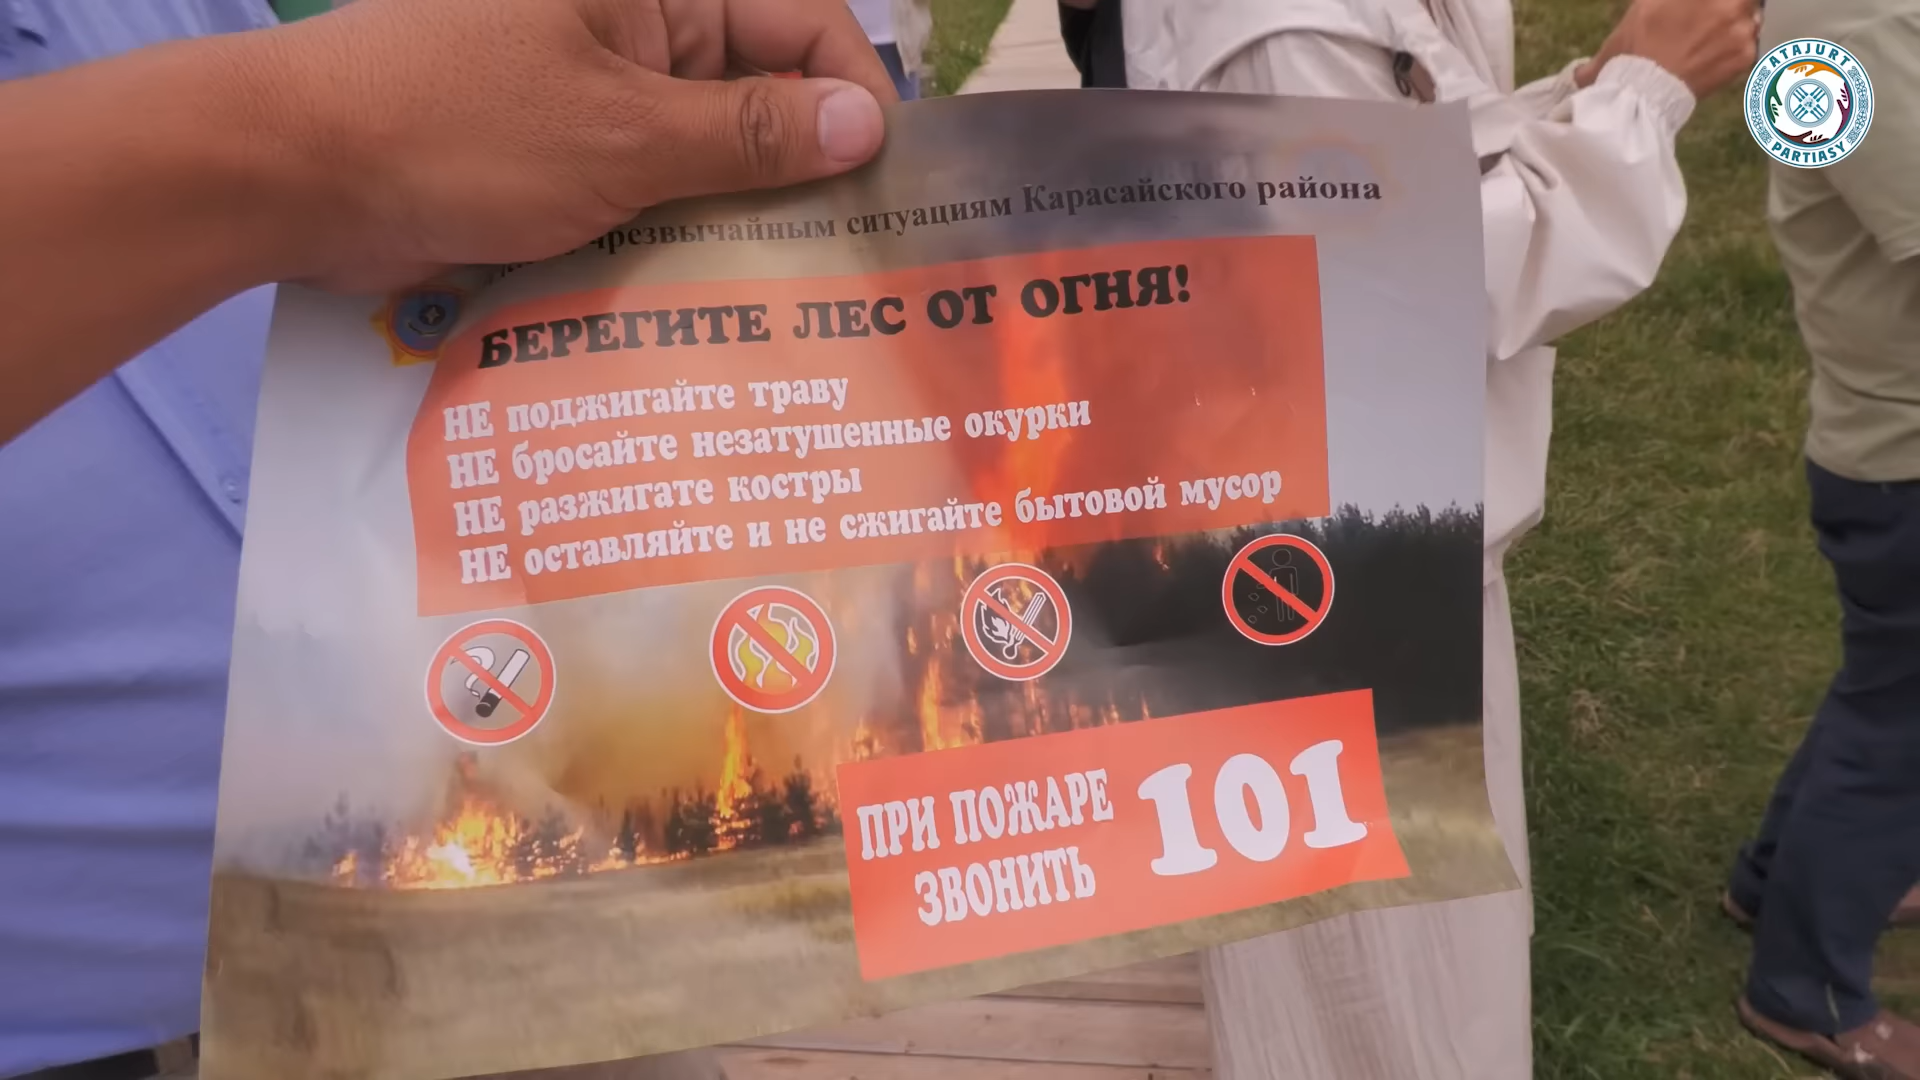 чрезвычайным ситуациям Карасайского района
БЕРЕГИТЕ ЛЕС ОТ ОГНЯ!
НЕ поджигайте траву
НЕ бросайте незатушенные окурки
НЕ разжигате костры
НЕ оставляйте и не сжигайте бытовой мусор
ПРИ ПОЖАРЕ
ЗВОНИТЬ
101
ATAJURT
PARTIASY